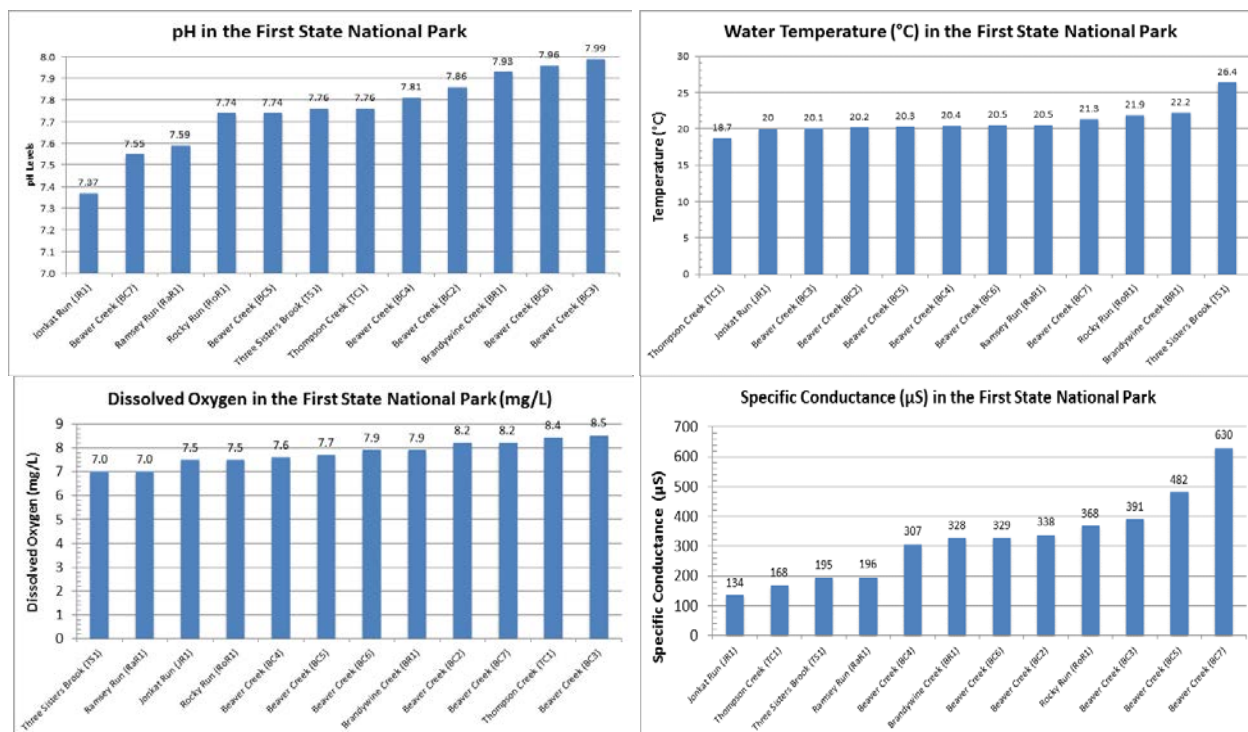 pH in the First State National Park
pH Levels
8.0
7.9
7.8
7.7
7.6
7.5
7.4
7.3
7.2
7.1
7.0
7.37
7.55
7.59
7.74
7.74
7.76
7.76
7.81
7.86
7.93
7.96
7.99
Jonkat Run (JR1)
Beaver Creek (BC7)
Ramsey Run (RaR1)
Rocky Run (RoR1)
Beaver Creek (BC5)
Three Sisters Brook (TS1)
Thompson Creek (TC1)
Beaver Creek (BC4)
Beaver Creek (BC2)
Brandywine Creek (BR1)
Beaver Creek (BC6)
Beaver Creek (BC3)
Water Temperature (°C) in the First State National Park
Temperature (°C)
30
25
20
15
10
5
0
18.7
20
20.1
20.2
20.3
20.4
20.5
20.5
21.3
21.9
22.2
26.4
Thompson Creek (TC1)
Jonkat Run (JR1)
Beaver Creek (BC3)
Beaver Creek (BC2)
Beaver Creek (BC5)
Beaver Creek (BC4)
Beaver Creek (BC6)
Ramsey Run (RaR1)
Beaver Creek (BC7)
Rocky Run (RoR1)
Brandywine Creek (BR1)
Three Sisters Brook (TS1)
Dissolved Oxygen in the First State National Park (mg/L)
Dissolved Oxygen (mg/L)
9
8
7
6
5
4
3
2
1
0
7.0
7.0
7.5
7.5
7.6
7.7
7.9
7.9
8.2
8.2
8.4
8.5
Three Sisters Brook (TS1)
Ramsey Run (RaR1)
Jonkat Run (JR1)
Rocky Run (RoR1)
Beaver Creek (BC4)
Beaver Creek (BC5)
Beaver Creek (BC6)
Brandywine Creek (BR1)
Beaver Creek (BC2)
Beaver Creek (BC7)
Thompson Creek (TC1)
Beaver Creek (BC3)
Specific Conductance (µS) in the First State National Park
Specific Conductance (µS)
700
600
500
400
300
200
100
0
134
168
195
196
307
328
329
338
368
391
482
630
Jonkat Run (JR1)
Thompson Creek (TC1)
Three Sisters Brook (TS1)
Ramsey Run (RaR1)
Beaver Creek (BC4)
Brandywine Creek (BR1)
Beaver Creek (BC6)
Beaver Creek (BC2)
Rocky Run (RoR1)
Beaver Creek (BC3)
Beaver Creek (BC5)
Beaver Creek (BC7)